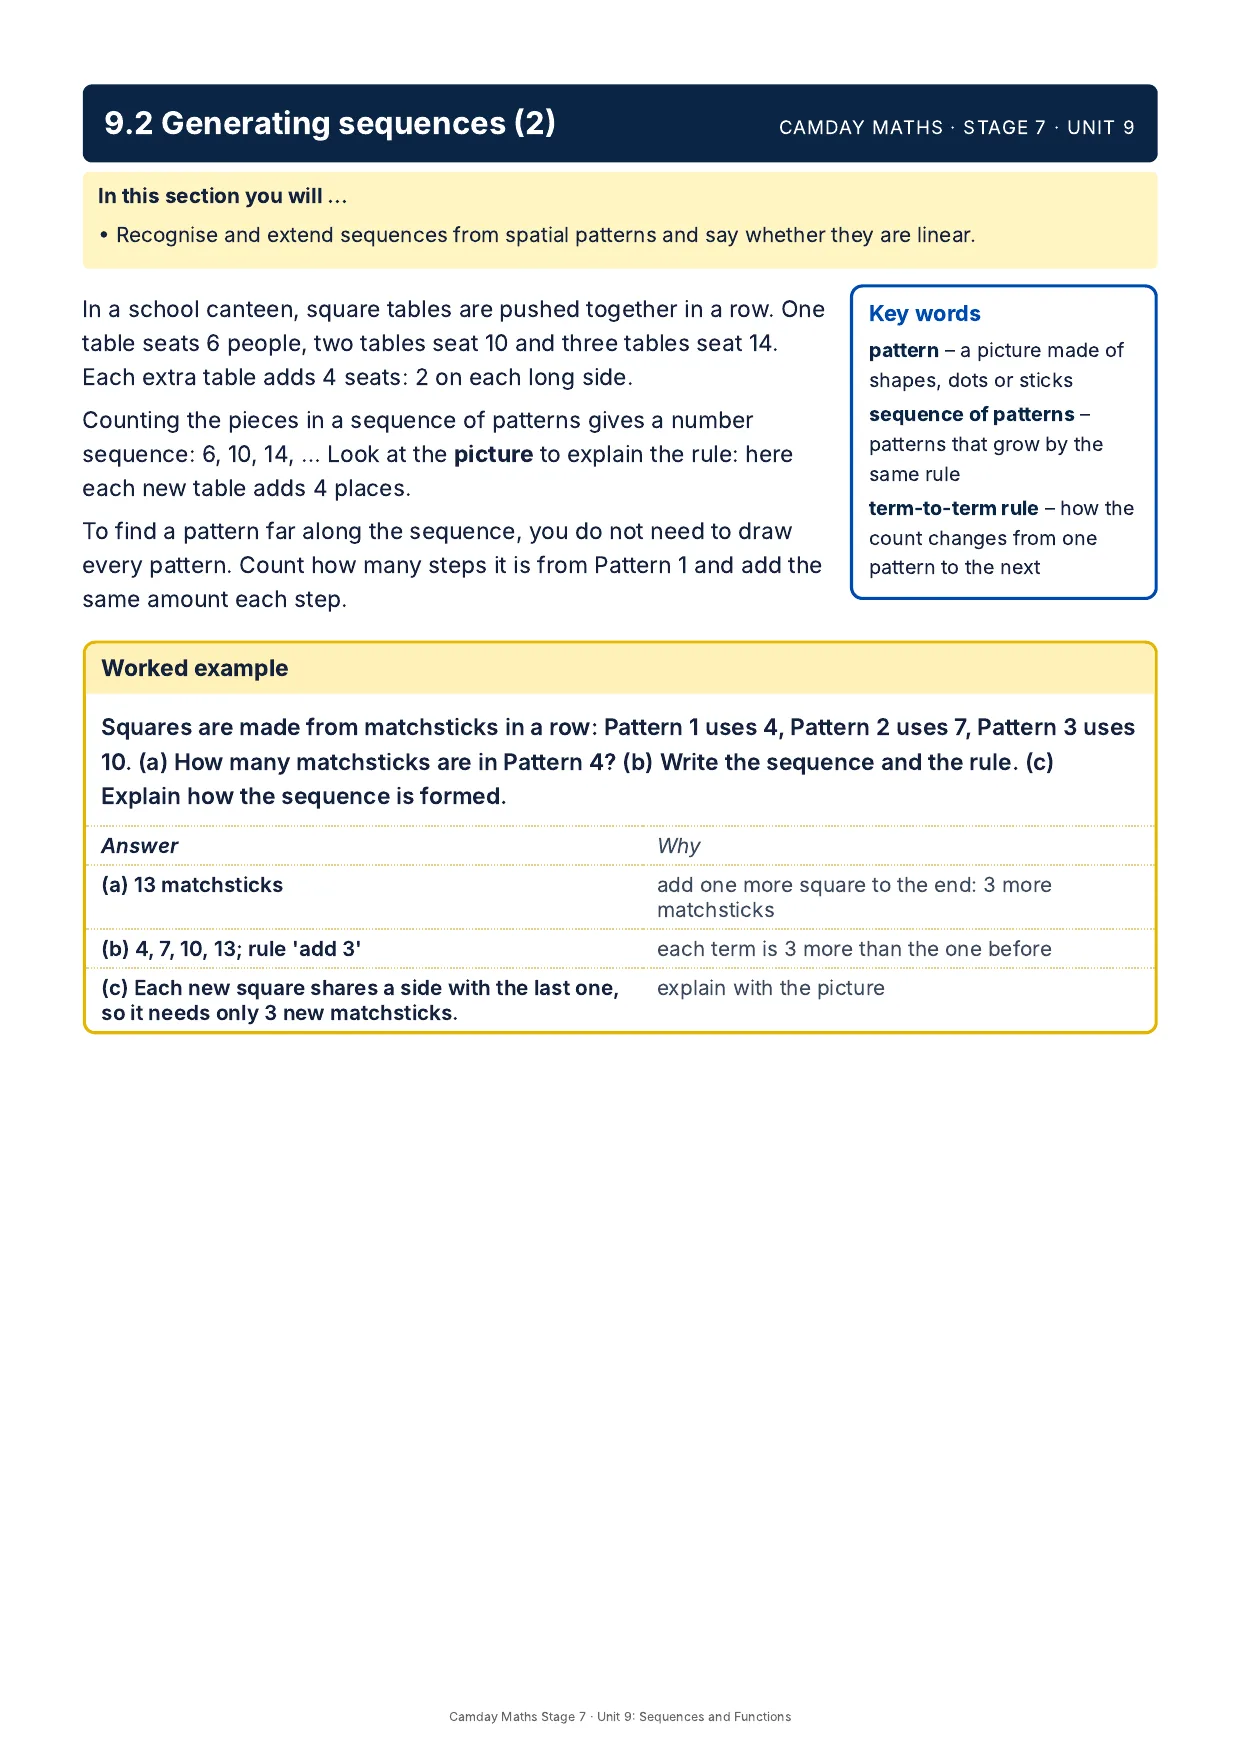 9.2 Generating sequences (2)
CAMDAY MATHS · STAGE 7 · UNIT 9
In this section you will …
• Recognise and extend sequences from spatial patterns and say whether they are linear.
In a school canteen, square tables are pushed together in a row. One
table seats 6 people, two tables seat 10 and three tables seat 14.
Each extra table adds 4 seats: 2 on each long side.
Counting the pieces in a sequence of patterns gives a number
sequence: 6, 10, 14, … Look at the picture to explain the rule: here
each new table adds 4 places.
To find a pattern far along the sequence, you do not need to draw
every pattern. Count how many steps it is from Pattern 1 and add the
same amount each step.
Key words
pattern – a picture made of
shapes, dots or sticks
sequence of patterns –
patterns that grow by the
same rule
term-to-term rule – how the
count changes from one
pattern to the next
Worked example
Squares are made from matchsticks in a row: Pattern 1 uses 4, Pattern 2 uses 7, Pattern 3 uses
10. (a) How many matchsticks are in Pattern 4? (b) Write the sequence and the rule. (c)
Explain how the sequence is formed.
Answer
Why
(a) 13 matchsticks
add one more square to the end: 3 more
matchsticks
(b) 4, 7, 10, 13; rule 'add 3'
each term is 3 more than the one before
(c) Each new square shares a side with the last one,
so it needs only 3 new matchsticks.
explain with the picture
Camday Maths Stage 7 · Unit 9: Sequences and Functions